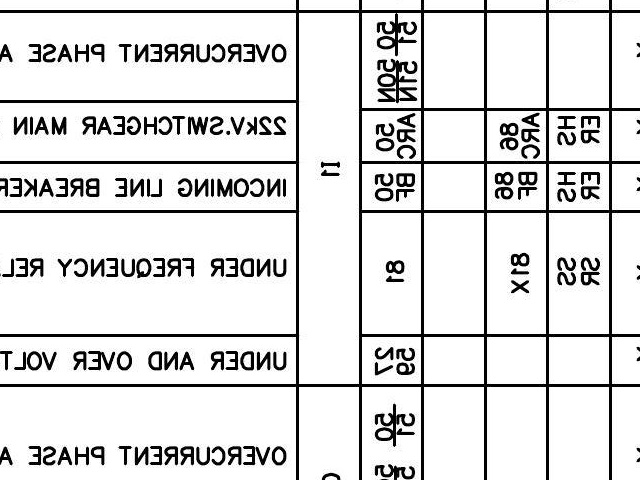 50/51 50N/51N
OVERCURRENT PHASE A
HS
ER
86
ARC
50
ARC
22kV.SWITCHGEAR MAIN
HS
ER
86
BF
50
BF
I1
INCOMING LINE BREAKER
SS
SR
81X
81
UNDER FREQUENCY REL
27
59
UNDER AND OVER VOLT
50/51
OVERCURRENT PHASE A